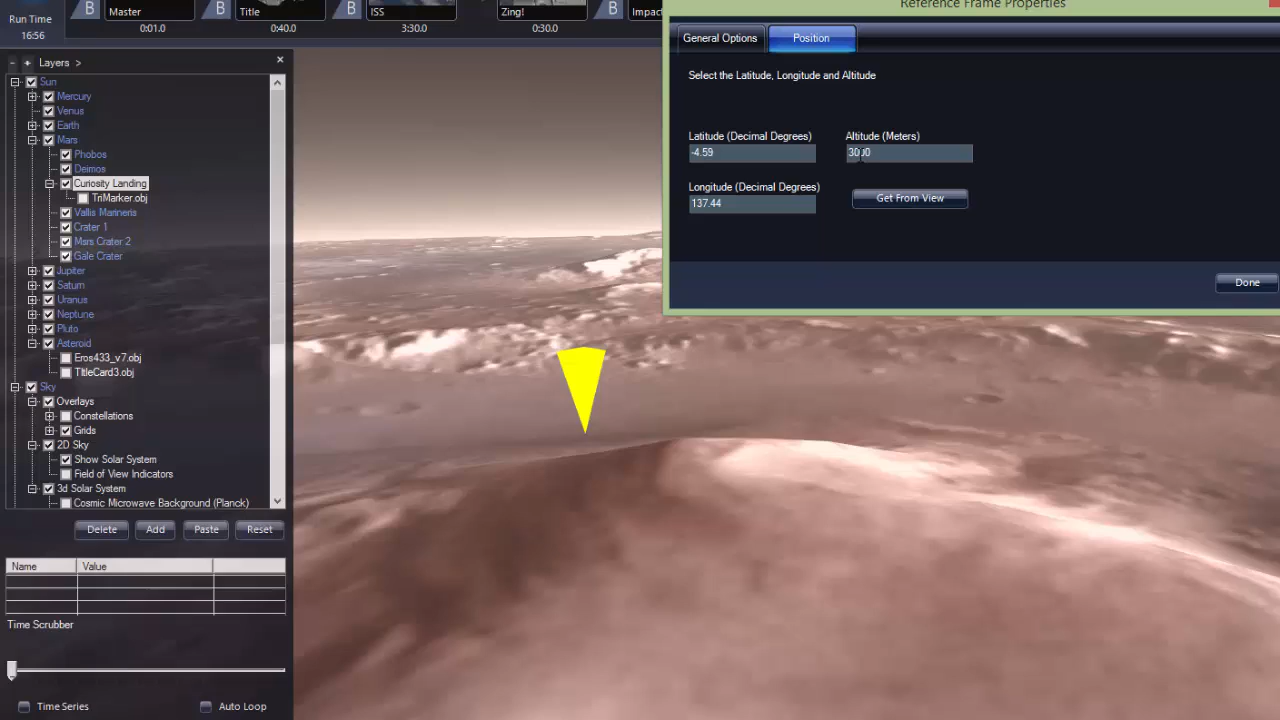 Run Time
16:56
B Master
0:01.0
B Title
0:40.0
B ISS
3:30.0
Zing!
0:30.0
B Impact
Layers >
Sun
Mercury
Venus
Earth
Mars
Phobos
Deimos
Curiosity Landing
TriMarker.obj
Vallis Marineris
Crater 1
Mars Crater 2
Gale Crater
Jupiter
Saturn
Uranus
Neptune
Pluto
Asteroid
Eros433_v7.obj
TItleCard3.obj
Sky
Overlays
Constellations
Grids
2D Sky
Show Solar System
Field of View Indicators
3d Solar System
Cosmic Microwave Background (Planck)
Delete Add Paste Reset
Name Value
Time Scrubber
Time Series Auto Loop
Reference Frame Properties
General Options Position
Select the Latitude, Longitude and Altitude
Latitude (Decimal Degrees) Altitude (Meters)
-4.59 3000
Longitude (Decimal Degrees)
137.44 Get From View
Done